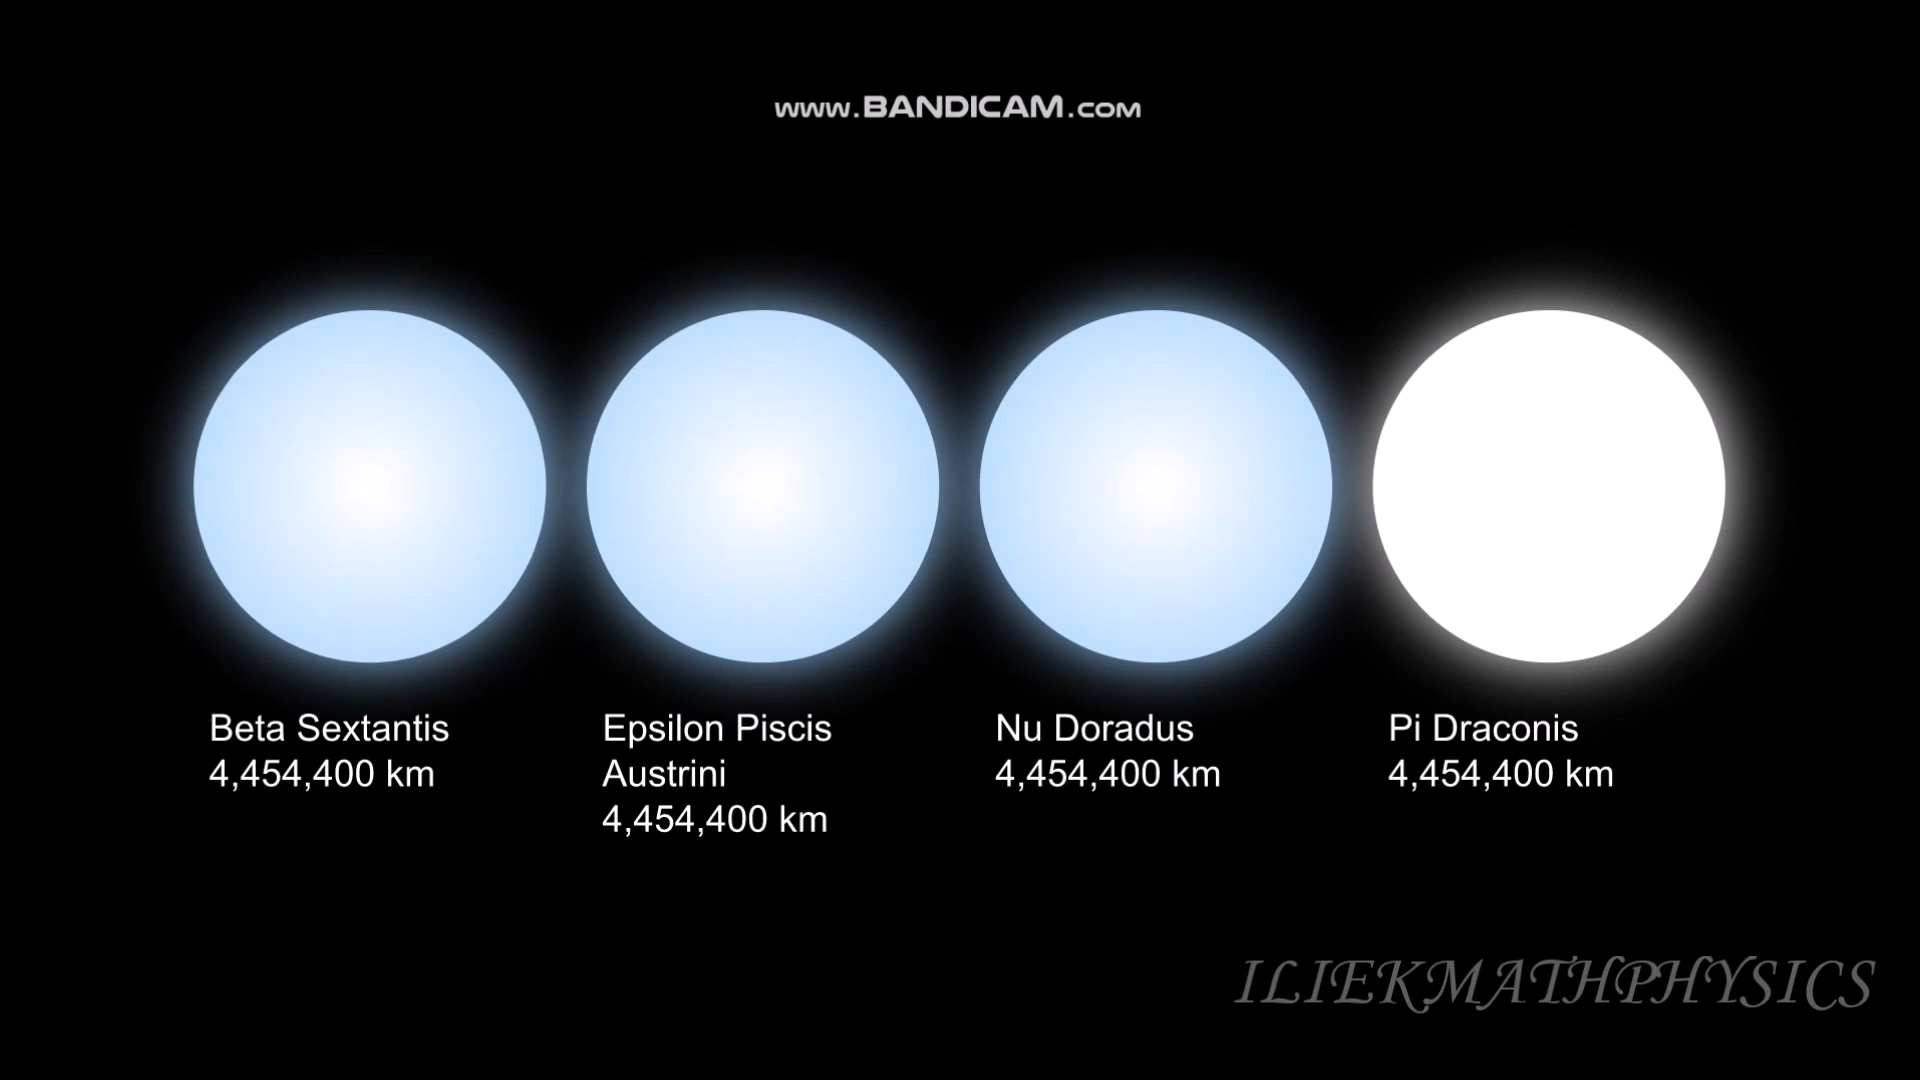 www.BANDICAM.com
Beta Sextantis
4,454,400 km
Epsilon Piscis
Austrini
4,454,400 km
Nu Doradus
4,454,400 km
Pi Draconis
4,454,400 km
ILIEKMATHPHYSICS